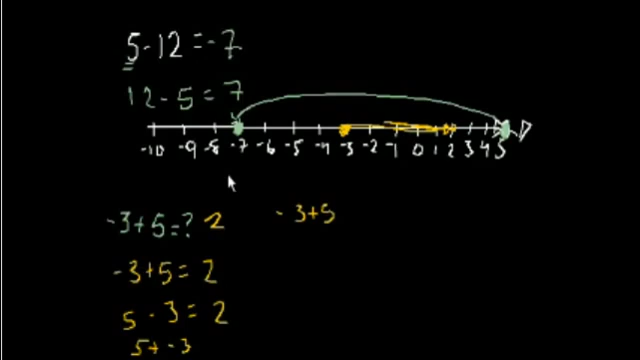 5 - 12 = -7
12 - 5 = 7
-10 -9 -8 -7 -6 -5 -4 -3 -2 -1 0 1 2 3 4 5
-3 + 5 = ? 2 - 3 + 5
-3 + 5 = 2
5 - 3 = 2
5 + -3